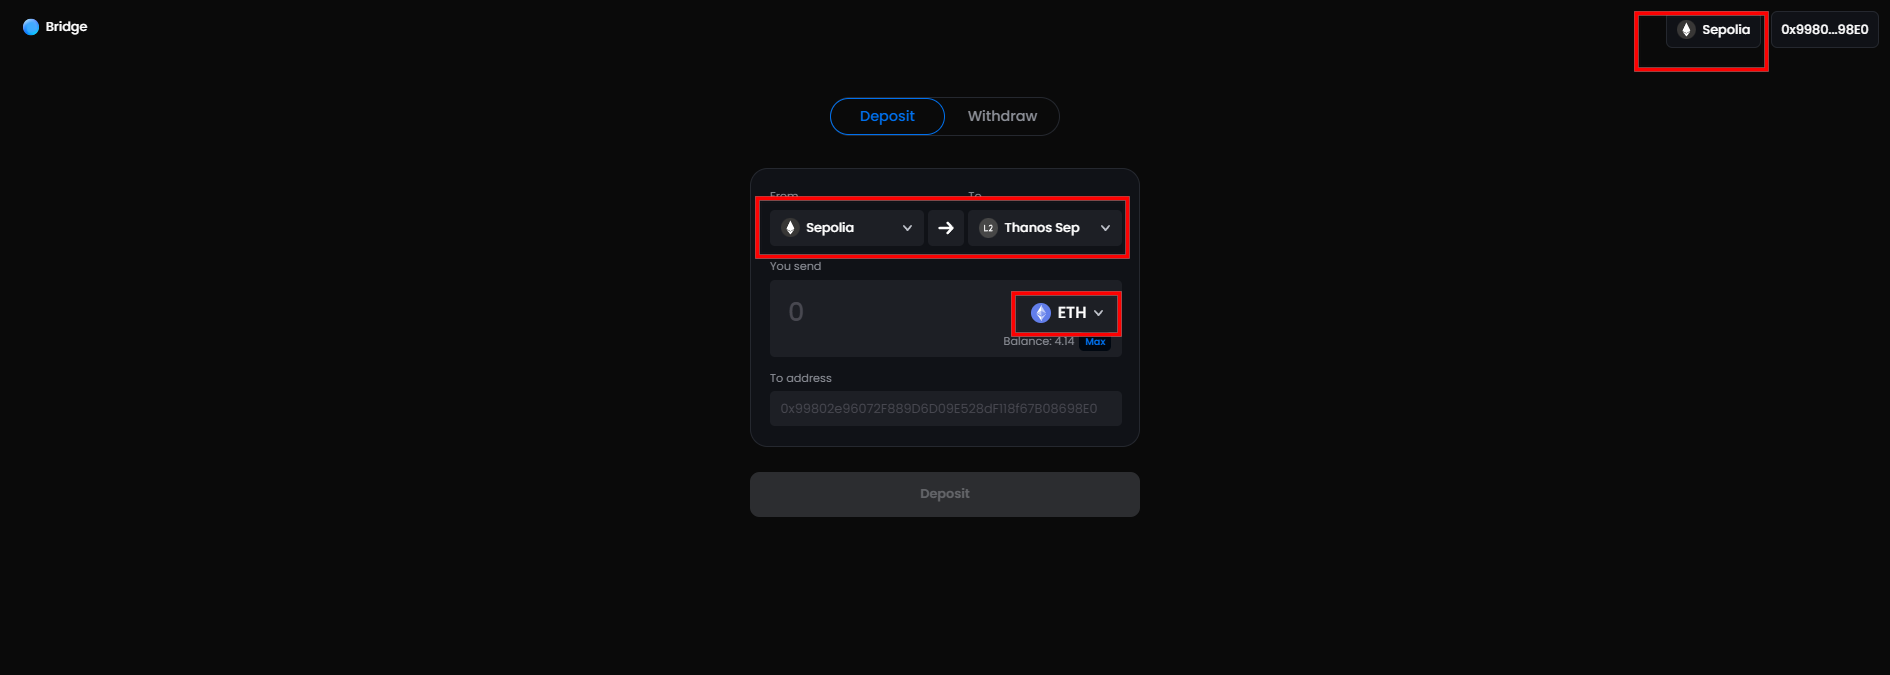 Bridge
Sepolia 0x9980...98E0
Deposit Withdraw
From To
Sepolia L2 Thanos Sep
You send
0 ETH
Balance: 4.14 Max
To address
0x99802e96072F889D6D09E528dF118f67B08698E0
Deposit